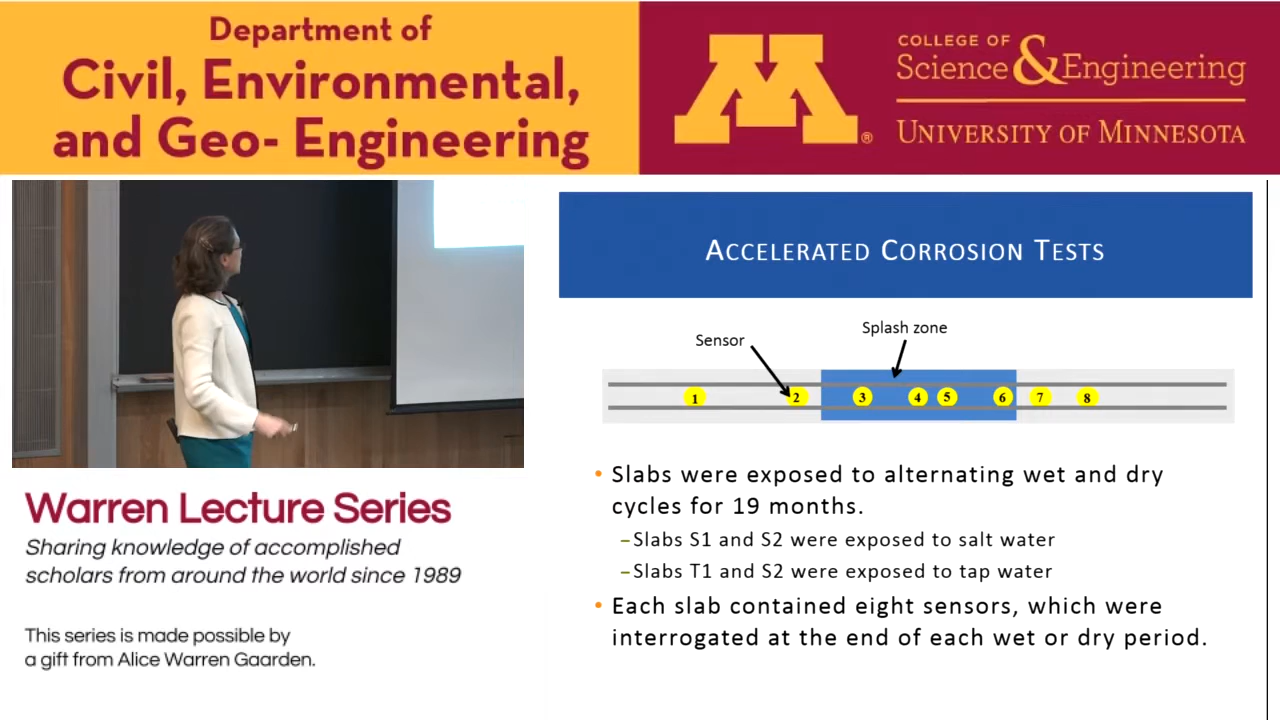 Department of
Civil, Environmental,
and Geo- Engineering
M®
COLLEGE OF
Science & Engineering
UNIVERSITY OF MINNESOTA
Warren Lecture Series
Sharing knowledge of accomplished
scholars from around the world since 1989
This series is made possible by
a gift from Alice Warren Gaarden.
ACCELERATED CORROSION TESTS
Sensor
Splash zone
1 2 3 4 5 6 7 8
• Slabs were exposed to alternating wet and dry
cycles for 19 months.
–Slabs S1 and S2 were exposed to salt water
–Slabs T1 and S2 were exposed to tap water
• Each slab contained eight sensors, which were
interrogated at the end of each wet or dry period.